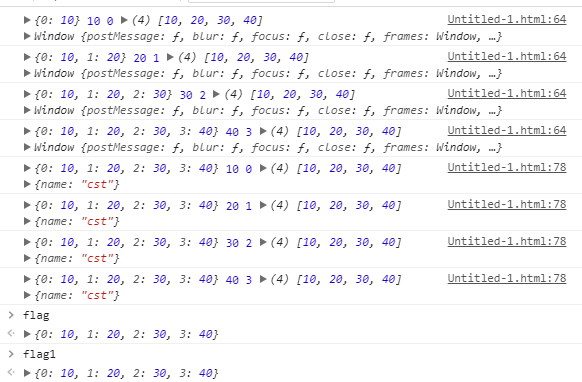 ▶{0: 10} 10 0 ▶(4) [10, 20, 30, 40] Untitled-1.html:64
▶Window {postMessage: ƒ, blur: ƒ, focus: ƒ, close: ƒ, frames: Window, …}
▶{0: 10, 1: 20} 20 1 ▶(4) [10, 20, 30, 40] Untitled-1.html:64
▶Window {postMessage: ƒ, blur: ƒ, focus: ƒ, close: ƒ, frames: Window, …}
▶{0: 10, 1: 20, 2: 30} 30 2 ▶(4) [10, 20, 30, 40] Untitled-1.html:64
▶Window {postMessage: ƒ, blur: ƒ, focus: ƒ, close: ƒ, frames: Window, …}
▶{0: 10, 1: 20, 2: 30, 3: 40} 40 3 ▶(4) [10, 20, 30, 40] Untitled-1.html:64
▶Window {postMessage: ƒ, blur: ƒ, focus: ƒ, close: ƒ, frames: Window, …}
▶{0: 10, 1: 20, 2: 30, 3: 40} 10 0 ▶(4) [10, 20, 30, 40] Untitled-1.html:78
▶{name: "cst"}
▶{0: 10, 1: 20, 2: 30, 3: 40} 20 1 ▶(4) [10, 20, 30, 40] Untitled-1.html:78
▶{name: "cst"}
▶{0: 10, 1: 20, 2: 30, 3: 40} 30 2 ▶(4) [10, 20, 30, 40] Untitled-1.html:78
▶{name: "cst"}
▶{0: 10, 1: 20, 2: 30, 3: 40} 40 3 ▶(4) [10, 20, 30, 40] Untitled-1.html:78
▶{name: "cst"}
> flag
▶{0: 10, 1: 20, 2: 30, 3: 40}
> flag1
▶{0: 10, 1: 20, 2: 30, 3: 40}